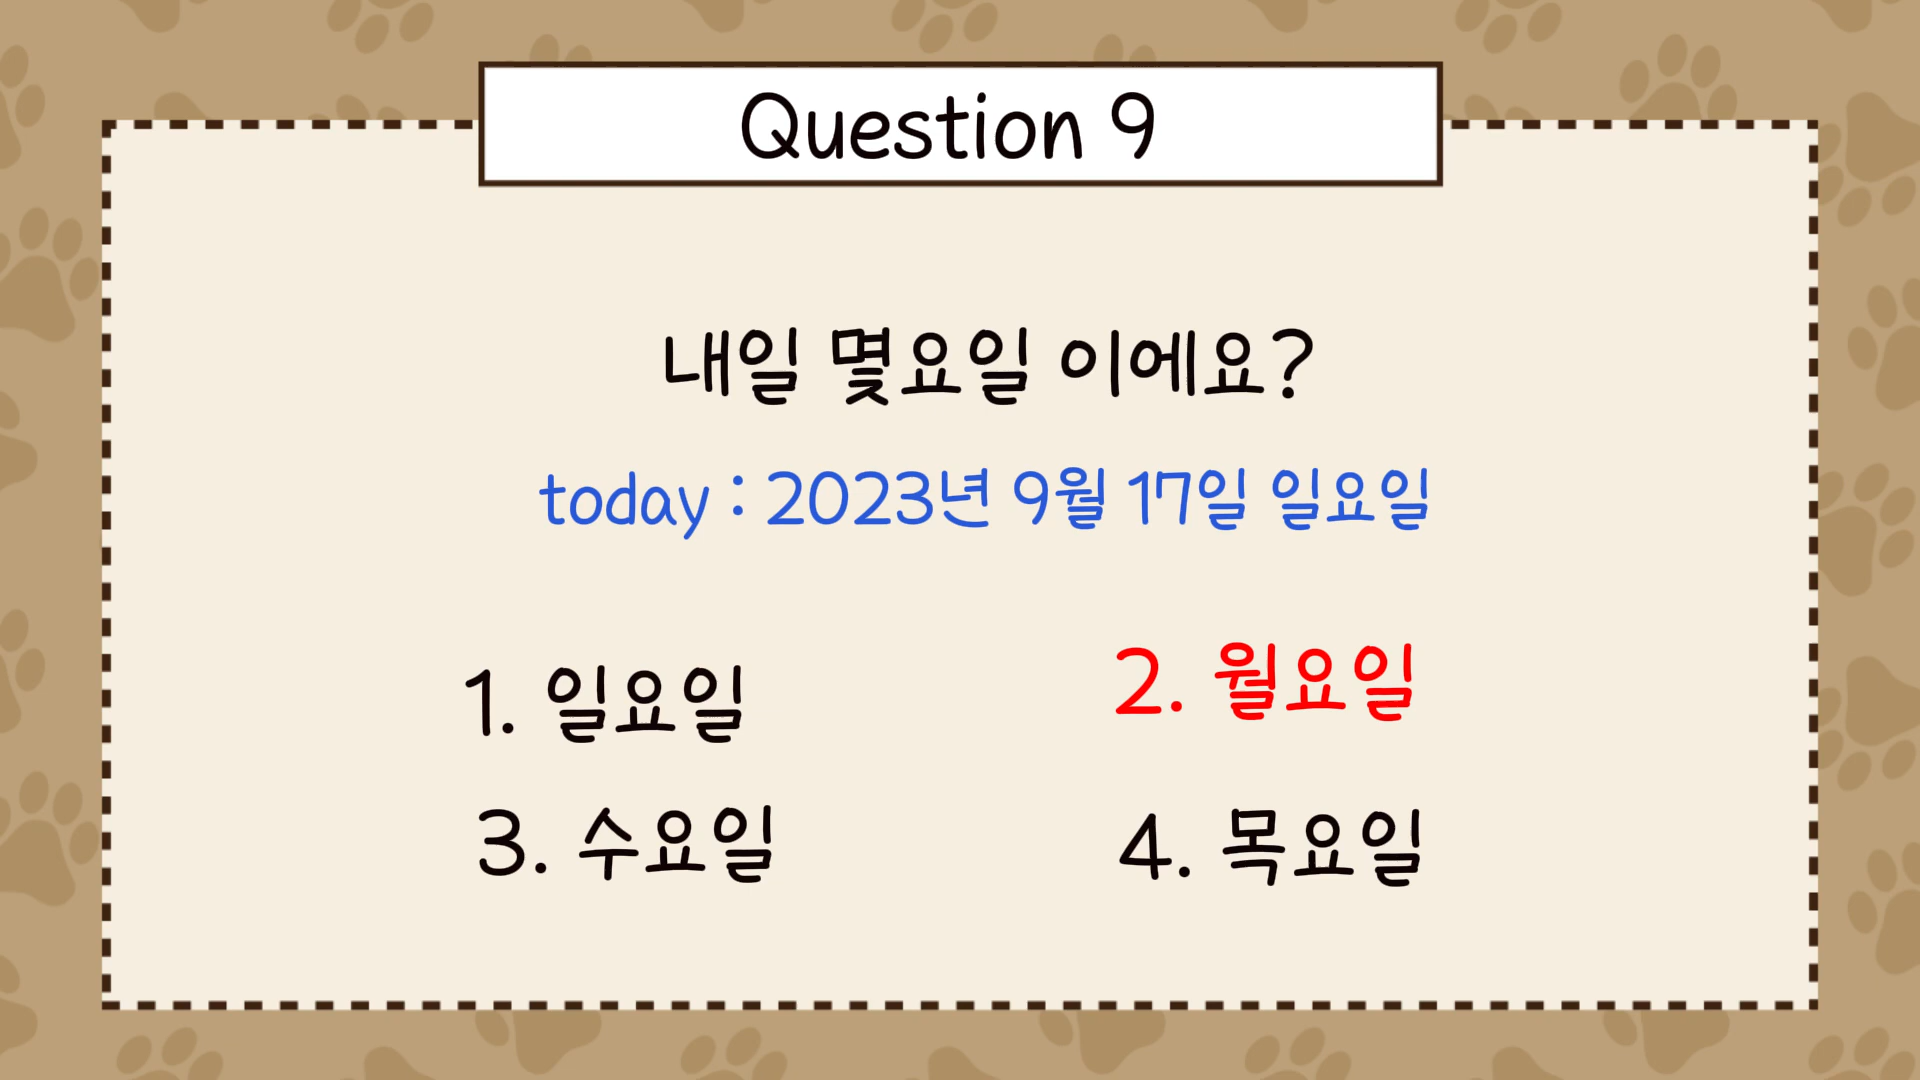 Question 9
내일 몇요일 이에요?
today : 2023년 9월 17일 일요일
1. 일요일
2. 월요일
3. 수요일
4. 목요일